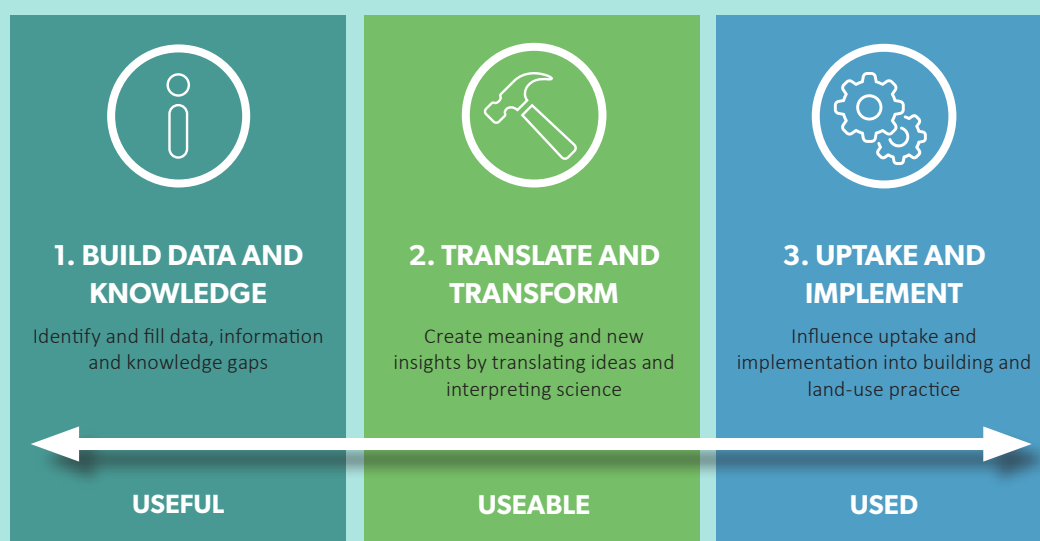 1. BUILD DATA AND
KNOWLEDGE
Identify and fill data, information
and knowledge gaps
USEFUL
2. TRANSLATE AND
TRANSFORM
Create meaning and new
insights by translating ideas and
interpreting science
USEABLE
3. UPTAKE AND
IMPLEMENT
Influence uptake and
implementation into building and
land-use practice
USED